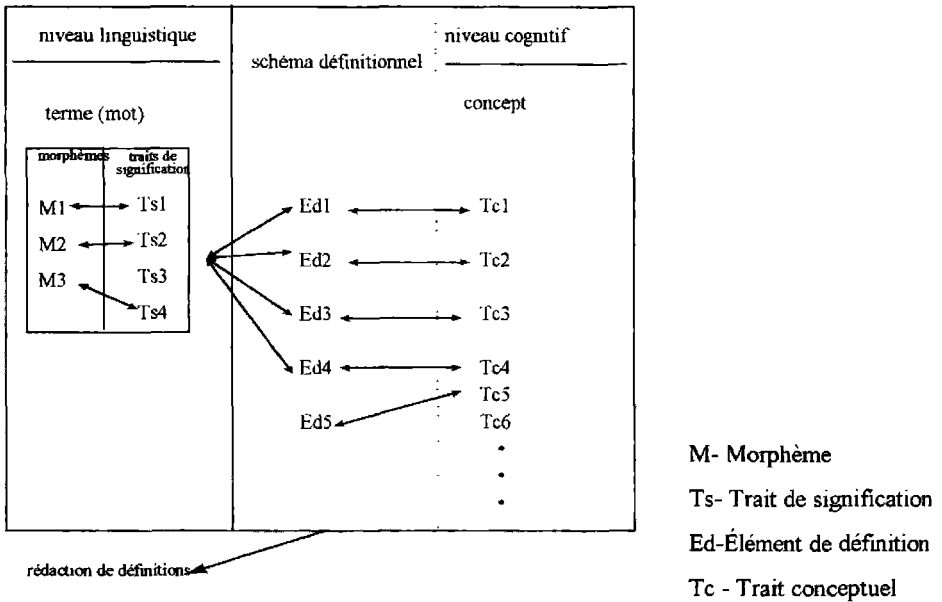 niveau linguistique
niveau cognitif
schéma définitionnel
terme (mot)
concept
morphèmes
traits de
signification
M1 Ts1 Ed1 Tc1
M2 Ts2 Ed2 Tc2
M3 Ts3 Ed3 Tc3
Ts4 Ed4 Tc4
Tc5
Ed5 Tc6
M- Morphème
Ts- Trait de signification
Ed-Élément de définition
Tc - Trait conceptuel
rédaction de définitions